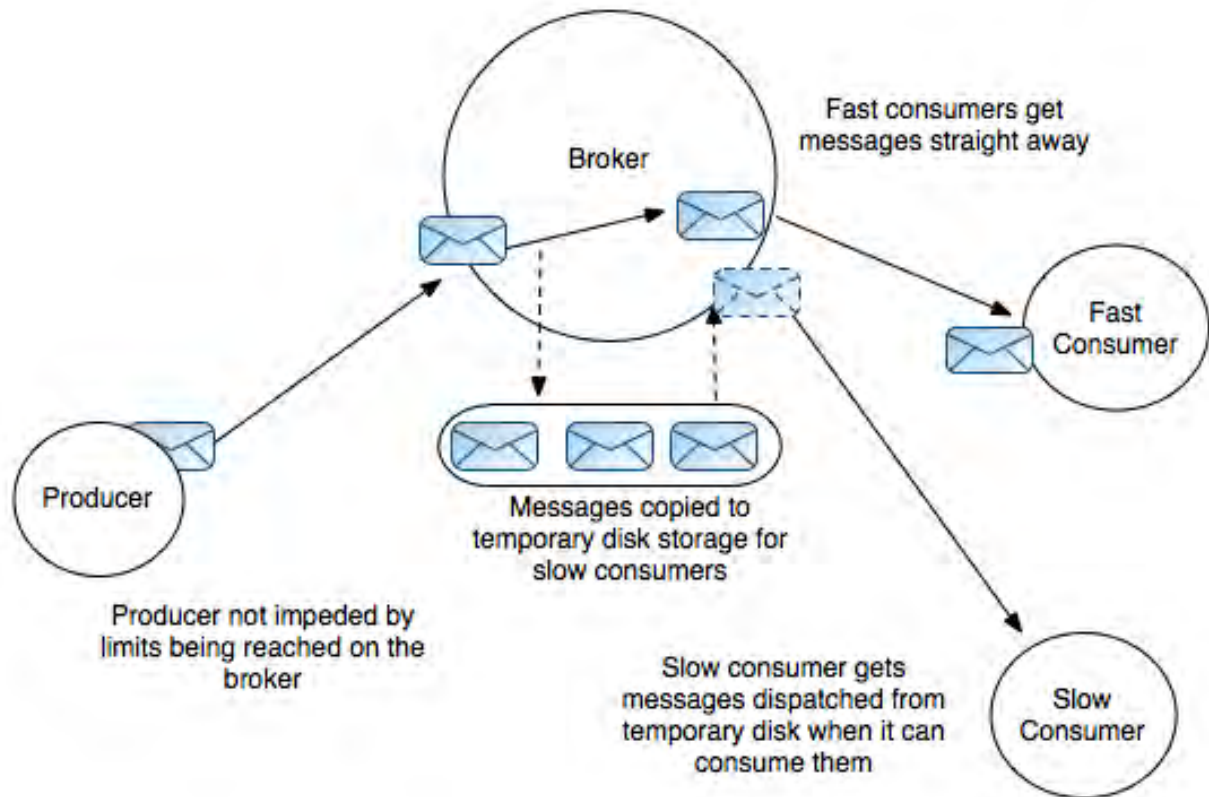 Broker
Fast consumers get
messages straight away
Fast
Consumer
Producer
Messages copied to
temporary disk storage for
slow consumers
Producer not impeded by
limits being reached on the
broker
Slow consumer gets
messages dispatched from
temporary disk when it can
consume them
Slow
Consumer